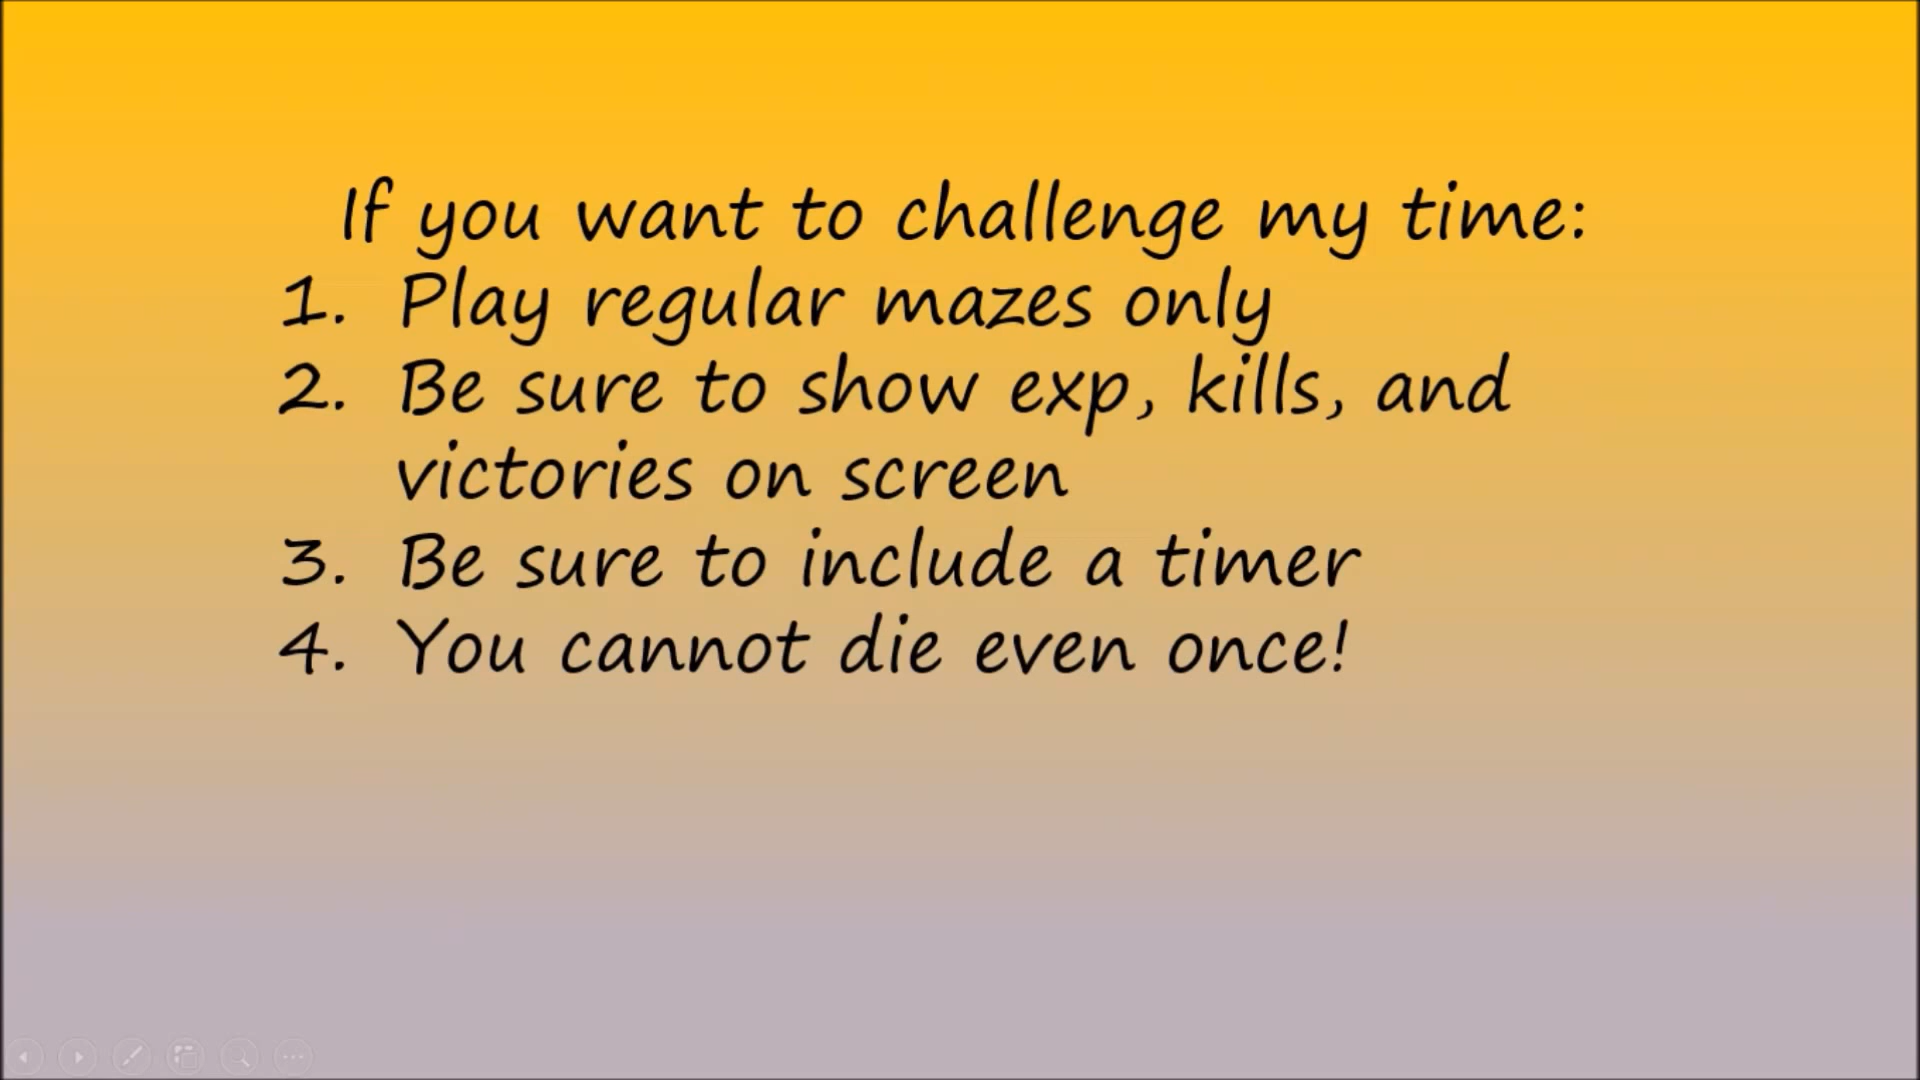 If you want to challenge my time:
1. Play regular mazes only
2. Be sure to show exp, kills, and
victories on screen
3. Be sure to include a timer
4. You cannot die even once!